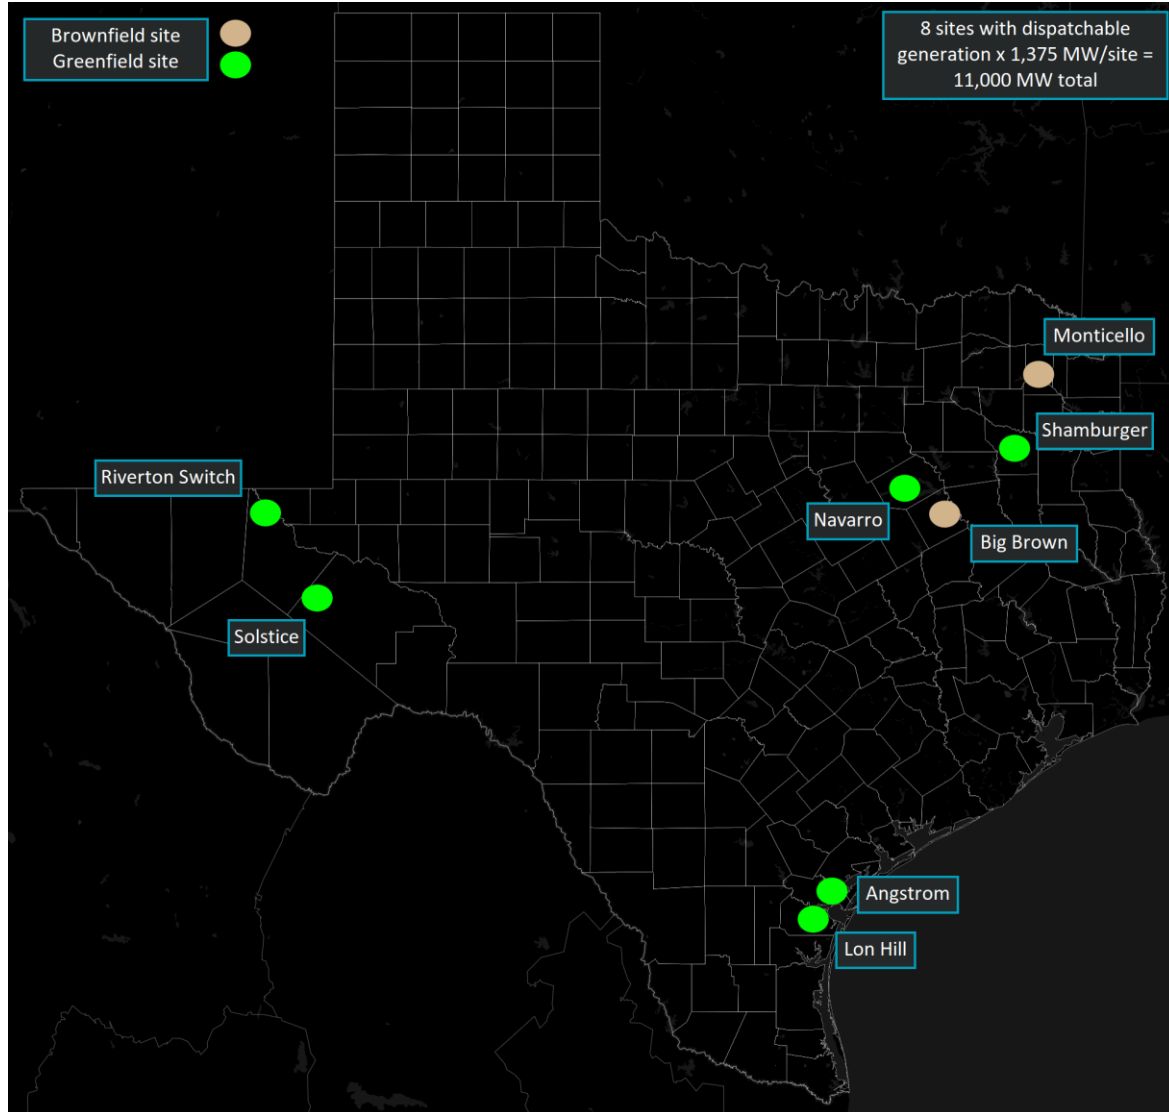 Brownfield site
Greenfield site
8 sites with dispatchable
generation x 1,375 MW/site =
11,000 MW total
Monticello
Shamburger
Riverton Switch
Navarro
Big Brown
Solstice
Angstrom
Lon Hill